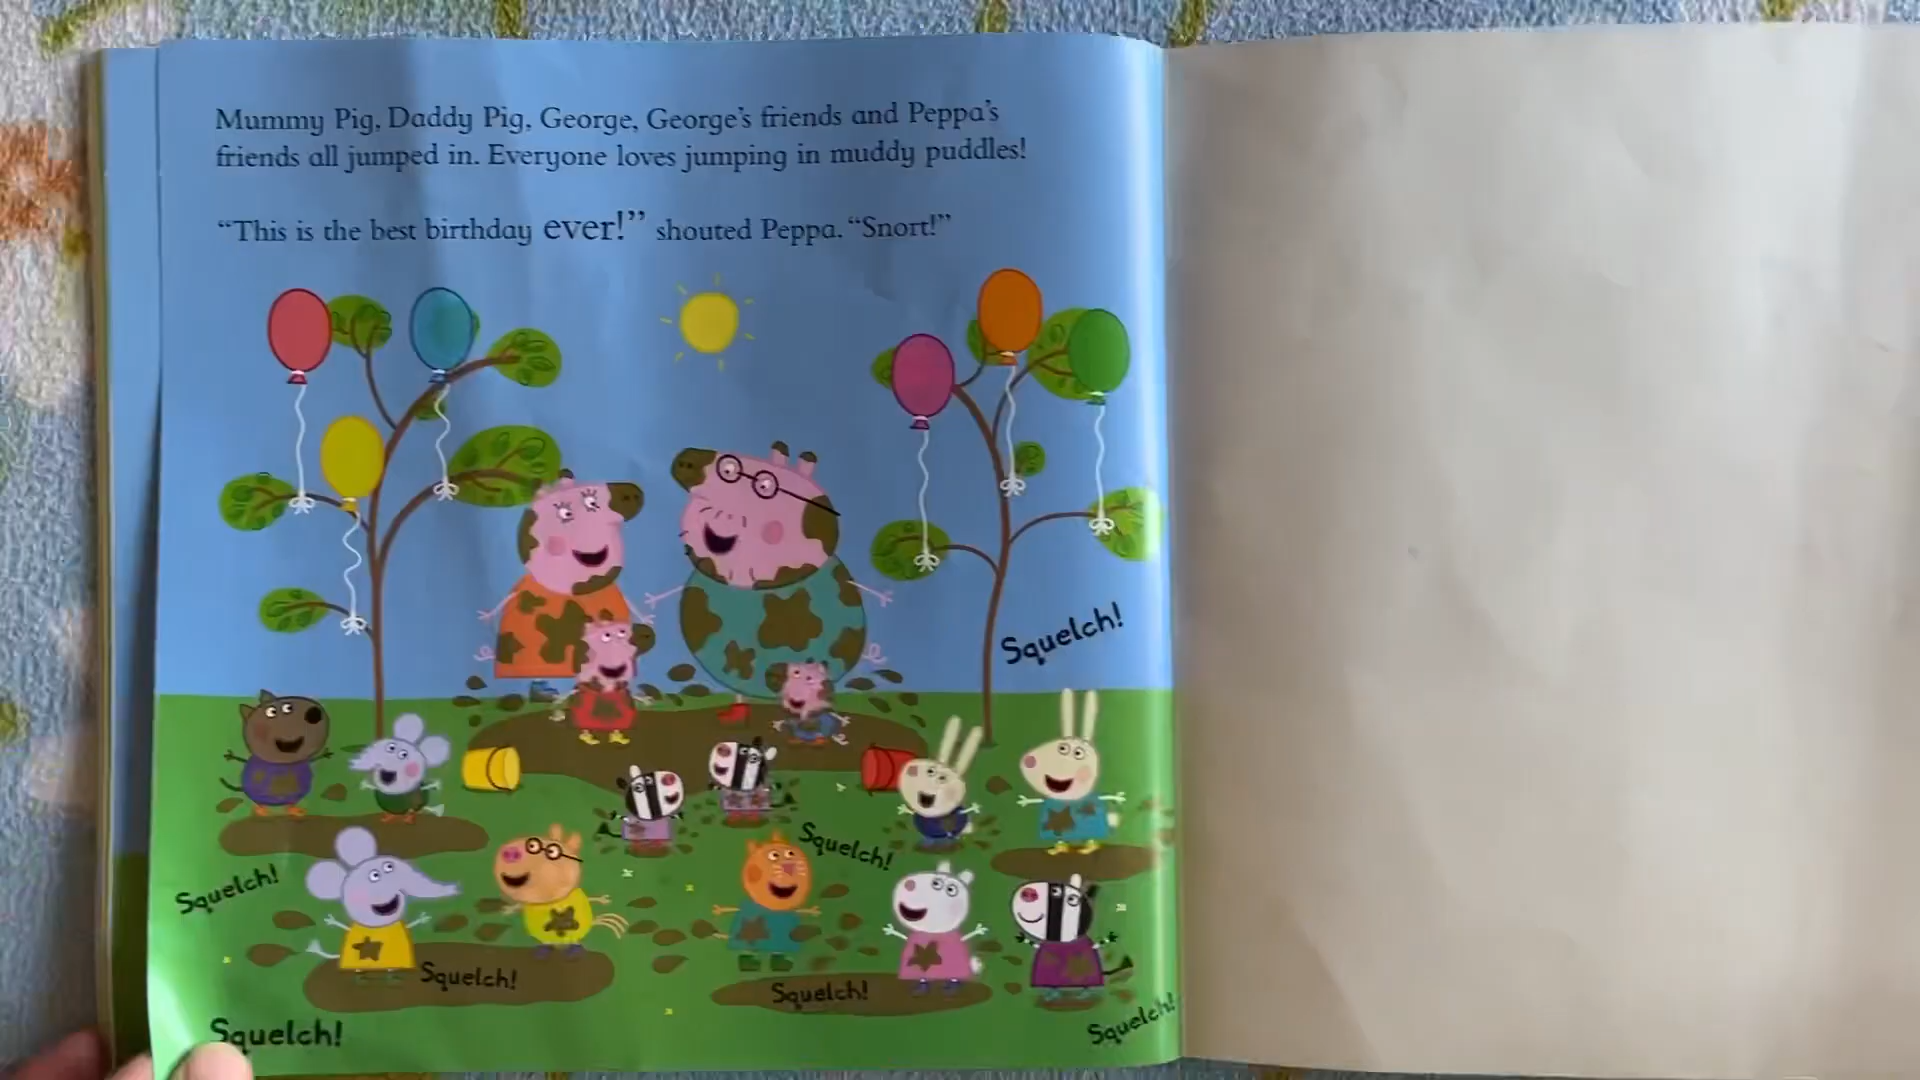 Mummy Pig, Daddy Pig, George, George's friends and Peppa's
friends all jumped in. Everyone loves jumping in muddy puddles!
“This is the best birthday ever!” shouted Peppa. “Snort!”
Squelch!
Squelch!
Squelch!
Squelch!
Squelch!
Squelch!
Squelch!